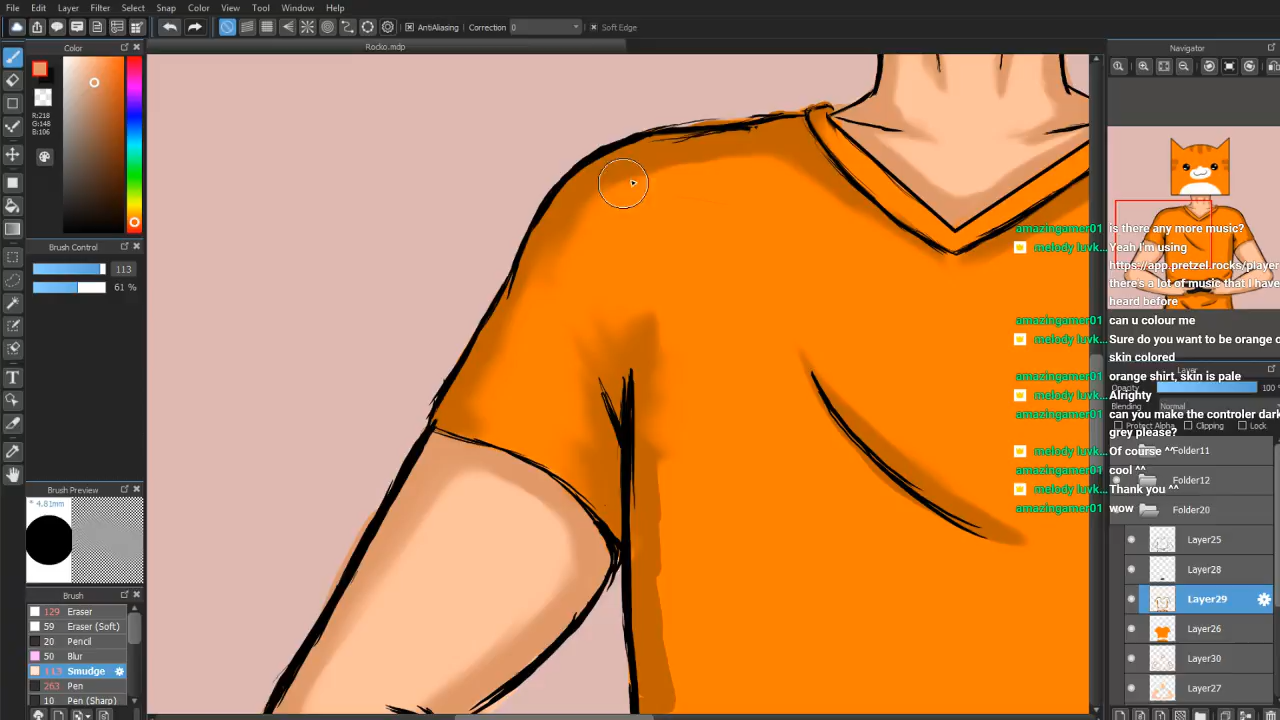 File Edit Layer Filter Select Snap Color View Tool Window Help
AntiAliasing Correction 0 Soft Edge
Color
Rocko.mdp
Navigator
R:218
G:148
B:106
Brush Control
113
61 %
Brush Preview
* 4.81mm
Brush
129 Eraser
59 Eraser (Soft)
20 Pencil
50 Blur
113 Smudge
263 Pen
10 Pen (Sharp)
amazingamer01 is there any more music?
melody luvk... Yeah I'm using
https://app.pretzel.rocks/player
there's a lot of music that I have
heard before
amazingamer01 can u colour me
melody luvk... Sure do you want to be orange o
skin colored
amazingamer01 orange shirt, skin is pale
melody luvk... Alrighty
amazingamer01 can you make the controler dar
grey please?
melody luvk... Of course ^^
amazingamer01 cool ^^
melody luvk... Thank you ^^
amazingamer01 wow
Layer
Opacity 100 %
Blending Normal
Protect Alpha Clipping Lock
Folder11
Folder12
Folder20
Layer25
Layer28
Layer29
Layer26
Layer30
Layer27